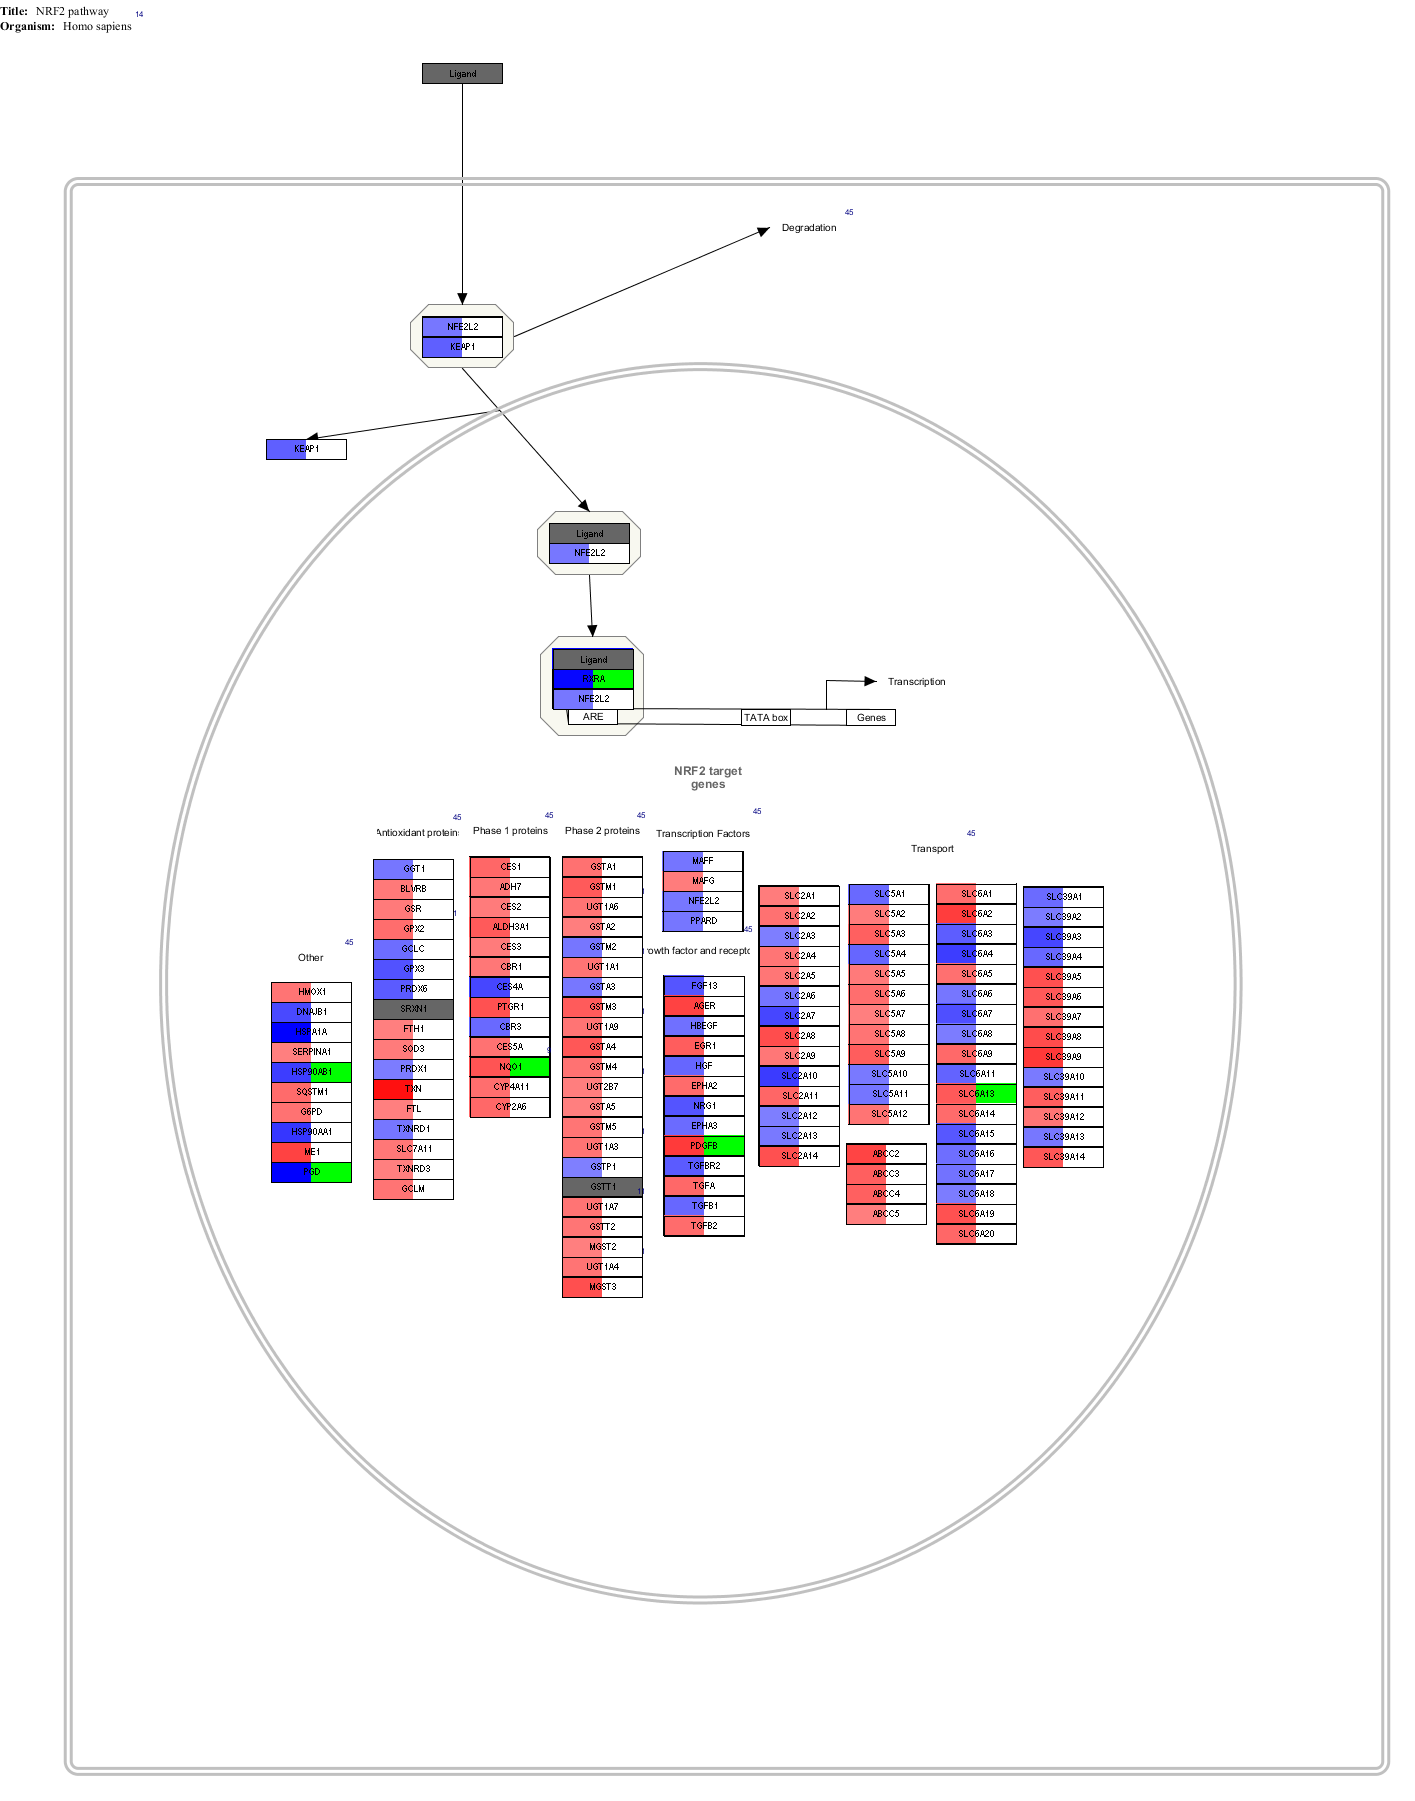 Title: NRF2 pathway
14
Organism: Homo sapiens
Ligand
45
Degradation
NFE2L2
KEAP1
KEAP1
Ligand
NFE2L2
Ligand
RXRA
NFE2L2
ARE
TATA box
Genes
Transcription
NRF2 target
genes
45
45
45
45
45
Antioxidant proteins
Phase 1 proteins
Phase 2 proteins
Transcription Factors
Transport
GGT1
BLVRB
GSR
GPX2
GCLC
GPX3
PRDX6
SRXN1
FTH1
SOD3
PRDX1
TXN
FTL
TXNRD1
SLC7A11
TXNRD3
GCLM
CES1
ADH7
CES2
ALDH3A1
CES3
CBR1
CES4A
PTGR1
CBR3
CES5A
NQO1
CYP4A11
CYP2A6
GSTA1
GSTM1
UGT1A6
GSTA2
GSTM2
UGT1A1
GSTA3
GSTM3
UGT1A9
GSTA4
GSTM4
UGT2B7
GSTA5
GSTM5
UGT1A3
GSTP1
GSTT1
UGT1A7
GSTT2
MGST2
UGT1A4
MGST3
MAFF
MAFG
NFE2L2
PPARD
45
rowth factor and recepto
FGF13
AGER
HBEGF
EGR1
HGF
EPHA2
NRG1
EPHA3
PDGFB
TGFBR2
TGFA
TGFB1
TGFB2
SLC2A1
SLC2A2
SLC2A3
SLC2A4
SLC2A5
SLC2A6
SLC2A7
SLC2A8
SLC2A9
SLC2A10
SLC2A11
SLC2A12
SLC2A13
SLC2A14
SLC5A1
SLC5A2
SLC5A3
SLC5A4
SLC5A5
SLC5A6
SLC5A7
SLC5A8
SLC5A9
SLC5A10
SLC5A11
SLC5A12
ABCC2
ABCC3
ABCC4
ABCC5
SLC6A1
SLC6A2
SLC6A3
SLC6A4
SLC6A5
SLC6A6
SLC6A7
SLC6A8
SLC6A9
SLC6A11
SLC6A13
SLC6A14
SLC6A15
SLC6A16
SLC6A17
SLC6A18
SLC6A19
SLC6A20
SLC39A1
SLC39A2
SLC39A3
SLC39A4
SLC39A5
SLC39A6
SLC39A7
SLC39A8
SLC39A9
SLC39A10
SLC39A11
SLC39A12
SLC39A13
SLC39A14
45
Other
HMOX1
DNAJB1
HSPA1A
SERPINA1
HSP90AB1
SQSTM1
G6PD
HSP90AA1
ME1
PGD